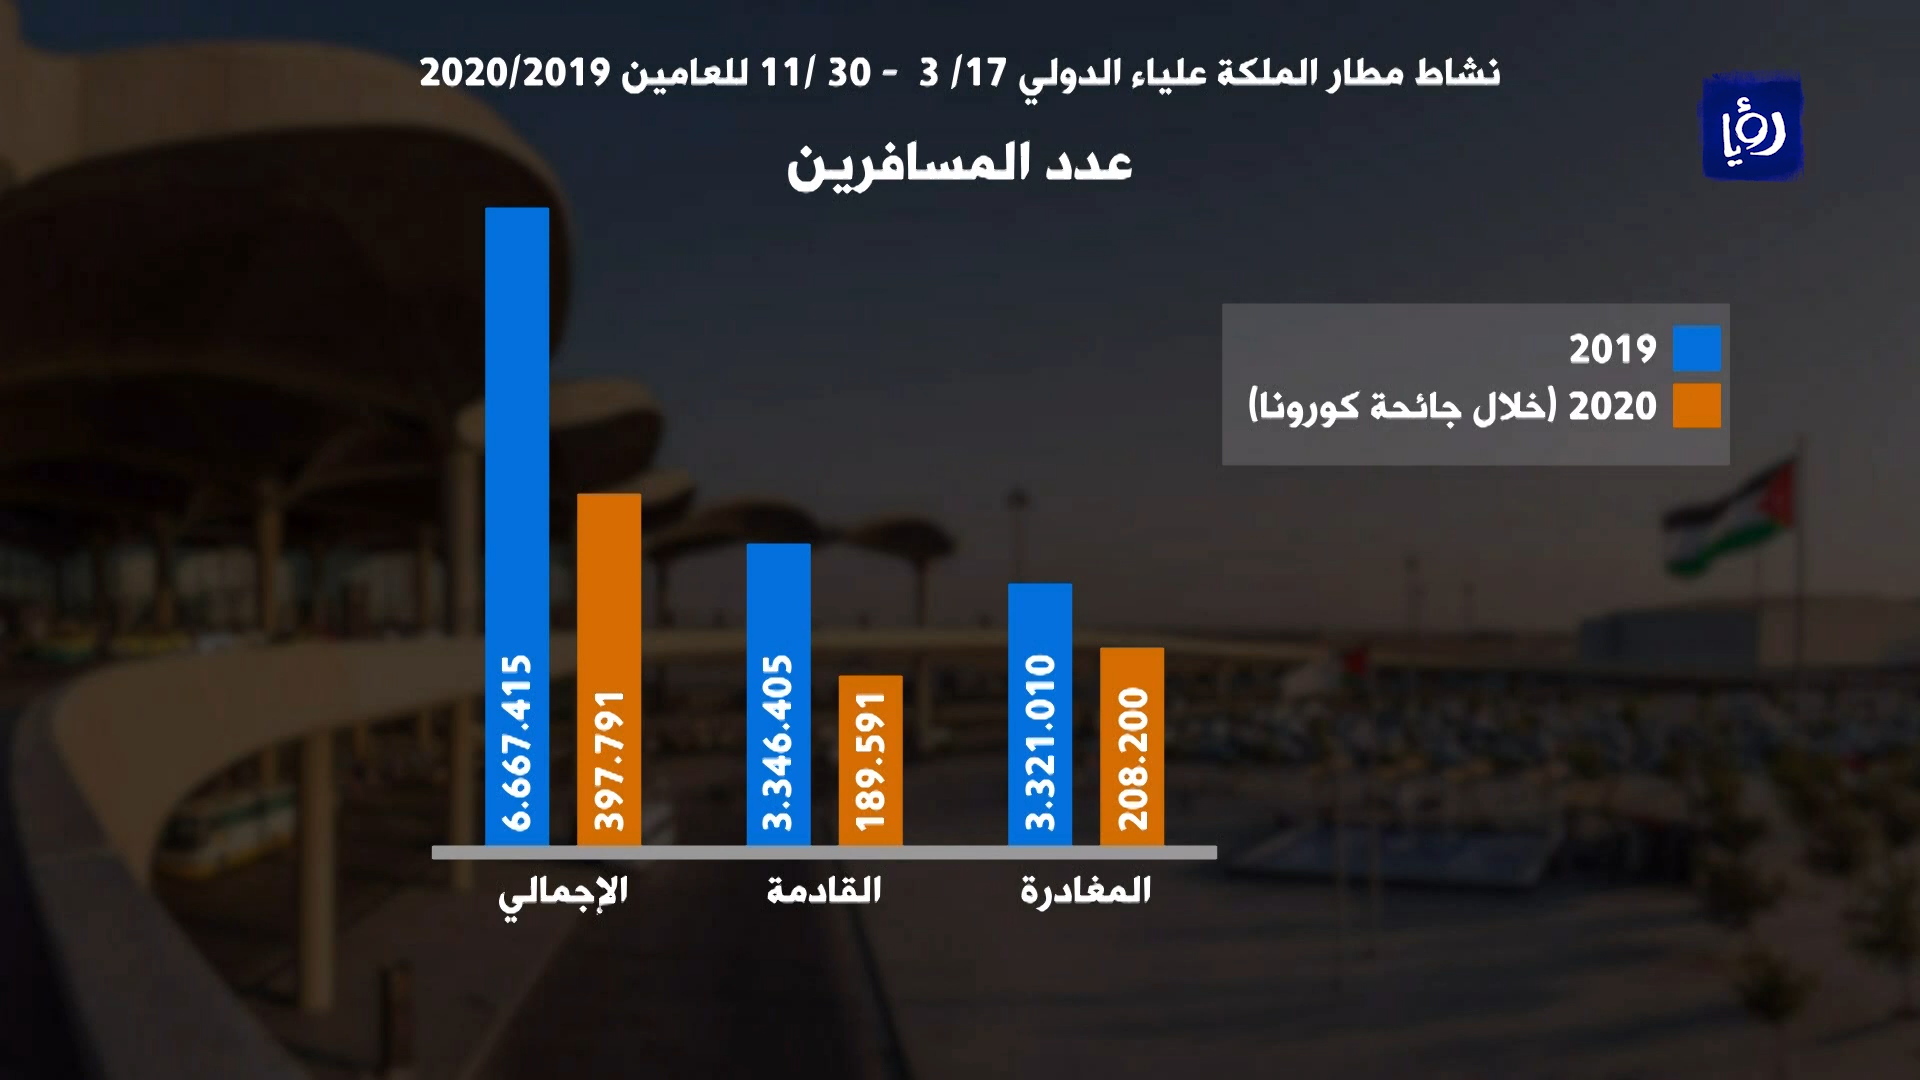 نشاط مطار الملكة علياء الدولي 17/ 3 - 30 /11 للعامين 2020/2019
رؤيا
عدد المسافرين
2019
2020 (خلال جائحة كورونا)
3.321.010
208.200
3.346.405
189.591
6.667.415
397.791
المغادرة
القادمة
الإجمالي